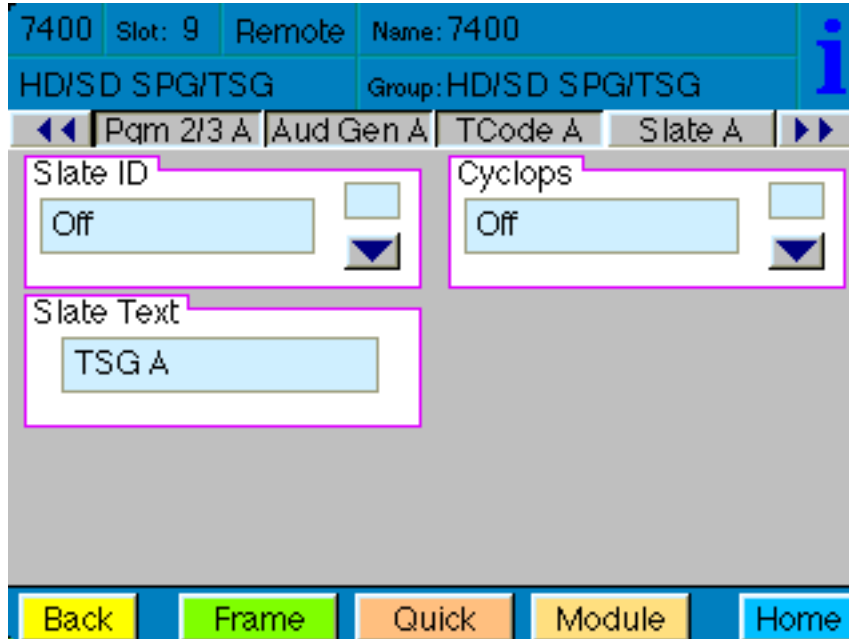 7400 Slot: 9 Remote Name: 7400 i
HD/SD SPG/TSG Group: HD/SD SPG/TSG
Pgm 2/3 A Aud Gen A TCode A Slate A
Slate ID Cyclops
Off Off
Slate Text
TSG A
Back Frame Quick Module Home